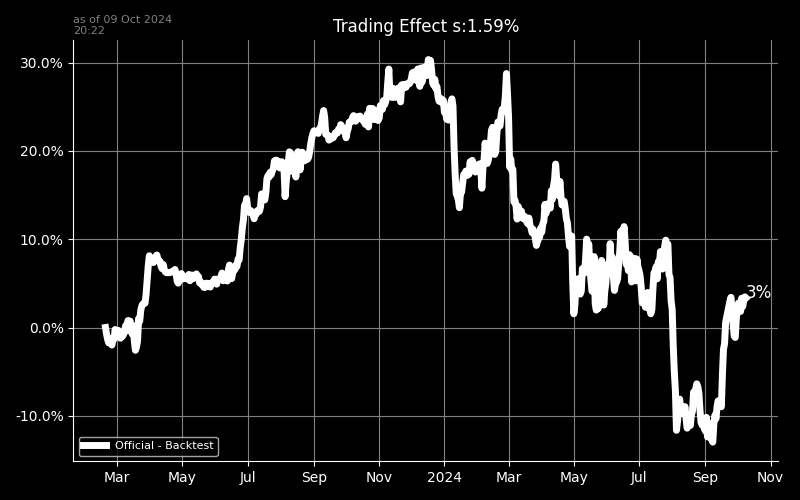 as of 09 Oct 2024
20:22
Trading Effect s:1.59%
30.0%
20.0%
10.0%
0.0%
-10.0%
3%
Official - Backtest
Mar May Jul Sep Nov 2024 Mar May Jul Sep Nov